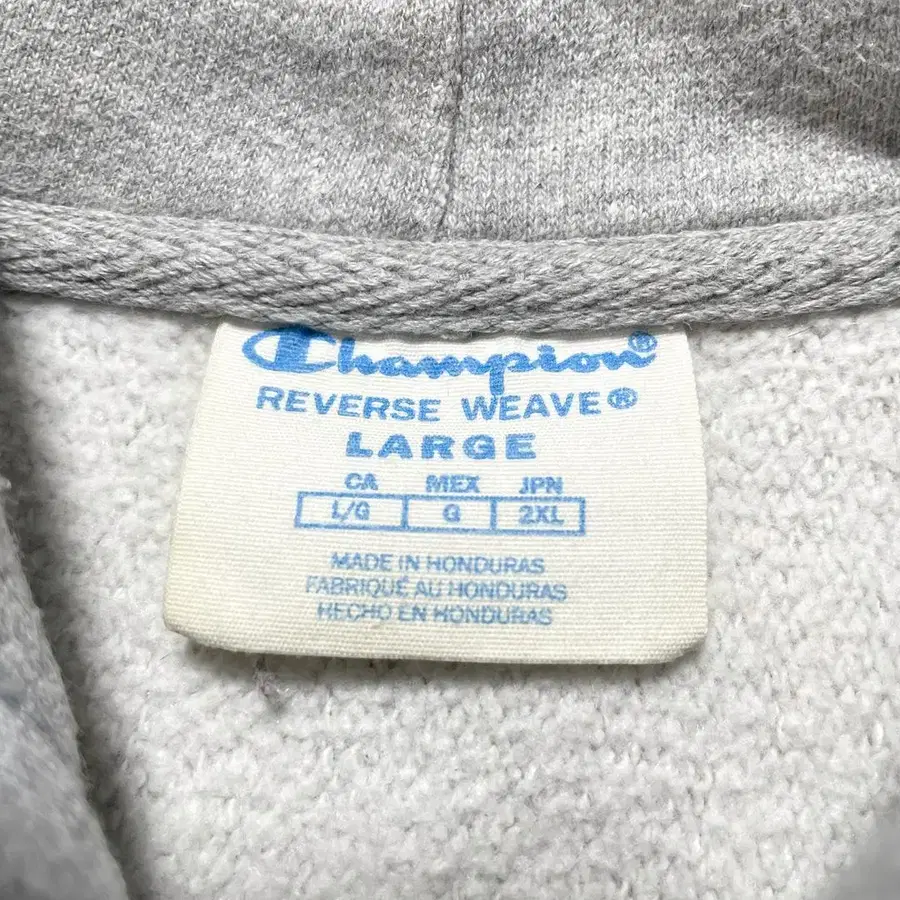 Champion®
REVERSE WEAVE®
LARGE
CA MEX JPN
L/G G 2XL
MADE IN HONDURAS
FABRIQUÉ AU HONDURAS
HECHO EN HONDURAS